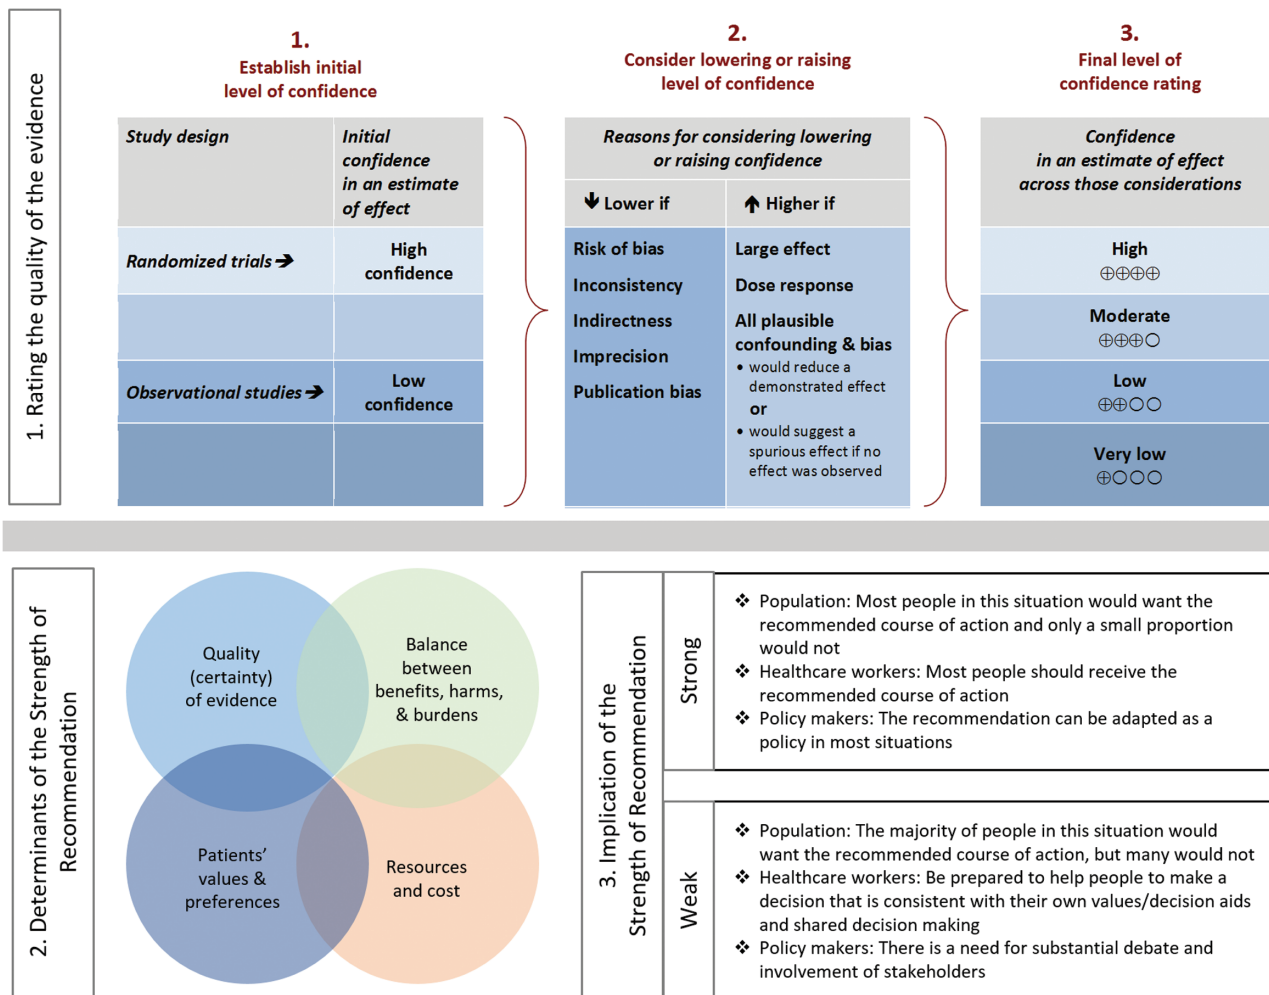 1. Rating the quality of the evidence
1.
Establish initial
level of confidence
Study design
Initial
confidence
in an estimate
of effect
Randomized trials ➔
High
confidence
Observational studies ➔
Low
confidence
2.
Consider lowering or raising
level of confidence
Reasons for considering lowering
or raising confidence
🡇 Lower if
🡅 Higher if
Risk of bias
Inconsistency
Indirectness
Imprecision
Publication bias
Large effect
Dose response
All plausible
confounding & bias
• would reduce a
demonstrated effect
or
• would suggest a
spurious effect if no
effect was observed
3.
Final level of
confidence rating
Confidence
in an estimate of effect
across those considerations
High
⊕⊕⊕⊕
Moderate
⊕⊕⊕○
Low
⊕⊕○○
Very low
⊕○○○
2. Determinants of the Strength of
Recommendation
Quality
(certainty)
of evidence
Balance
between
benefits, harms,
& burdens
Patients'
values &
preferences
Resources
and cost
3. Implication of the
Strength of Recommendation
Strong
❖ Population: Most people in this situation would want the
recommended course of action and only a small proportion
would not
❖ Healthcare workers: Most people should receive the
recommended course of action
❖ Policy makers: The recommendation can be adapted as a
policy in most situations
Weak
❖ Population: The majority of people in this situation would
want the recommended course of action, but many would not
❖ Healthcare workers: Be prepared to help people to make a
decision that is consistent with their own values/decision aids
and shared decision making
❖ Policy makers: There is a need for substantial debate and
involvement of stakeholders